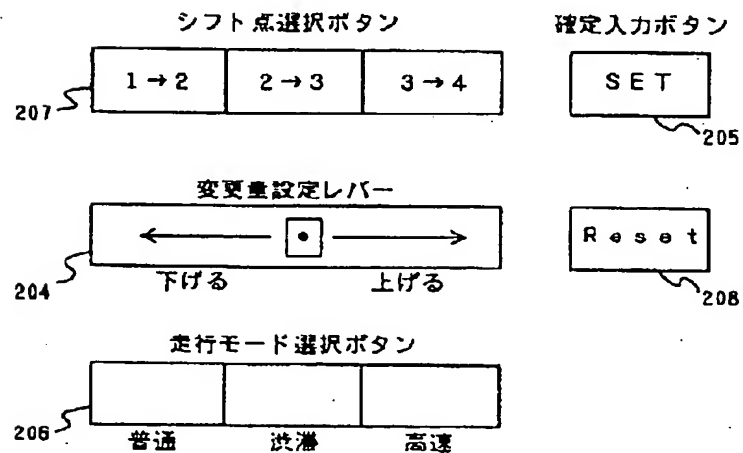 シフト点選択ボタン
確定入力ボタン
1→2 2→3 3→4
SET
207
205
変更量設定レバー
← • →
Reset
204
下げる 上げる
208
走行モード選択ボタン
206
普通 渋滞 高速